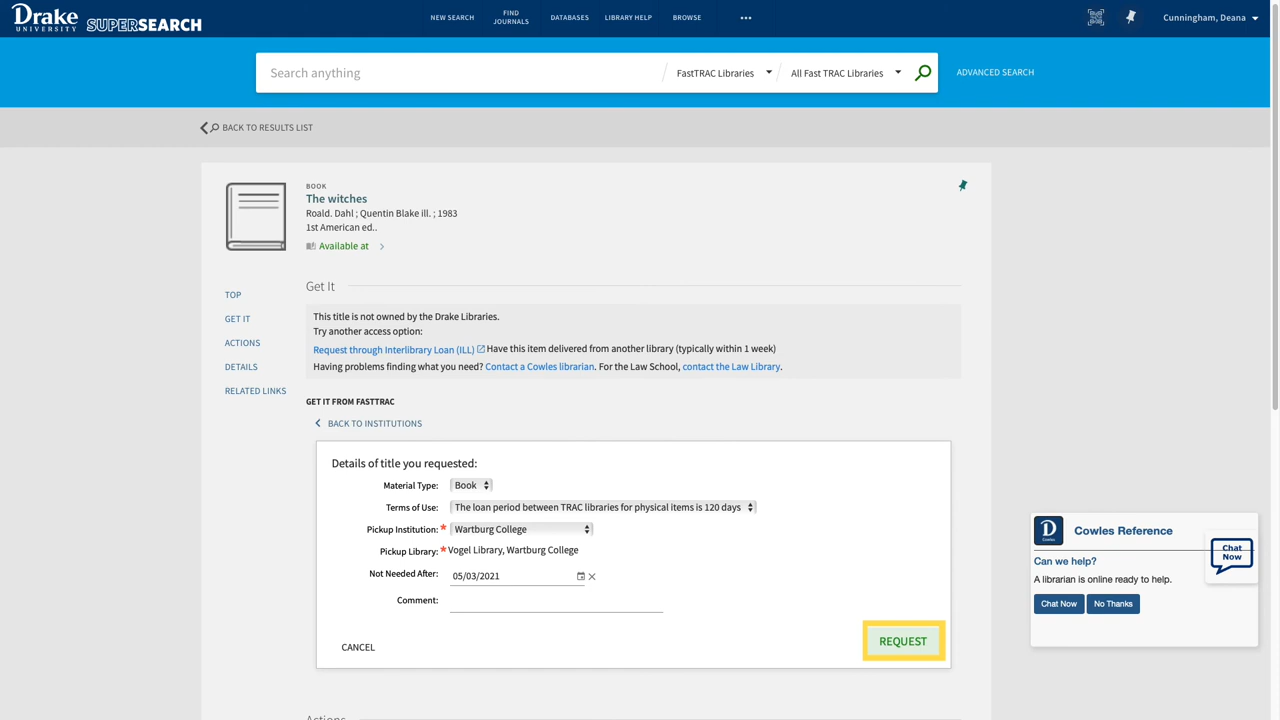 Drake
UNIVERSITY
SUPERSEARCH
NEW SEARCH
FIND
JOURNALS
DATABASES
LIBRARY HELP
BROWSE
Cunningham, Deana
Search anything
FastTRAC Libraries
All Fast TRAC Libraries
ADVANCED SEARCH
BACK TO RESULTS LIST
BOOK
The witches
Roald. Dahl ; Quentin Blake ill. ; 1983
1st American ed..
Available at
TOP
GET IT
ACTIONS
DETAILS
RELATED LINKS
Get It
This title is not owned by the Drake Libraries.
Try another access option:
Request through Interlibrary Loan (ILL) Have this item delivered from another library (typically within 1 week)
Having problems finding what you need? Contact a Cowles librarian. For the Law School, contact the Law Library.
GET IT FROM FASTTRAC
BACK TO INSTITUTIONS
Details of title you requested:
Material Type: Book
Terms of Use: The loan period between TRAC libraries for physical items is 120 days
Pickup Institution: * Wartburg College
Pickup Library: * Vogel Library, Wartburg College
Not Needed After: 05/03/2021
Comment:
CANCEL
REQUEST
D
Cowles
Cowles Reference
Can we help?
A librarian is online ready to help.
Chat Now
No Thanks
Chat
Now
Actions